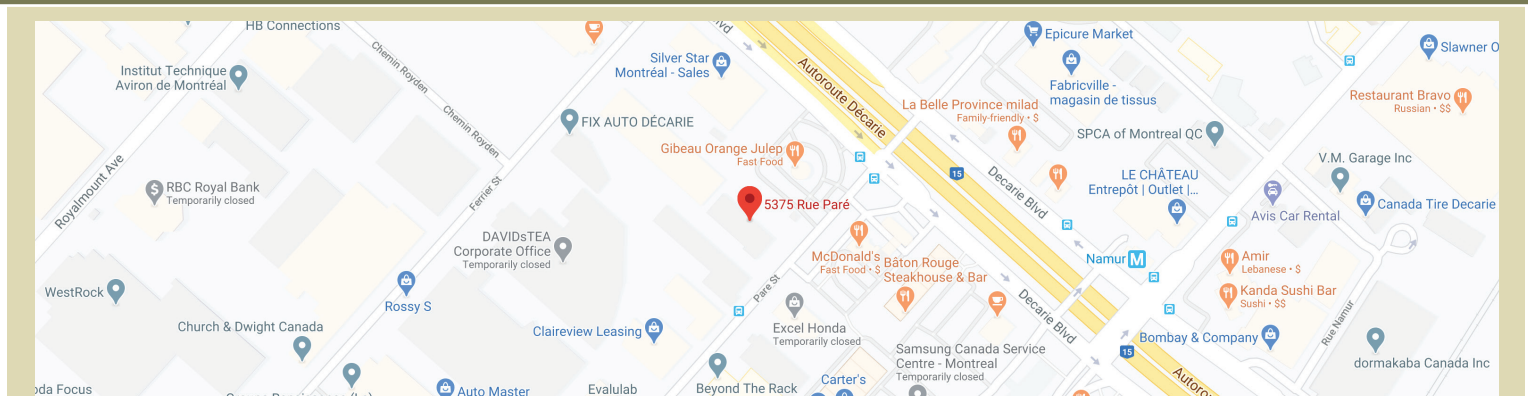 HB Connections
Institut Technique
Aviron de Montréal
Chemin Royden
Chemin Royden
Silver Star
Montréal - Sales
Blvd
Autoroute Décarie
Epicure Market
Fabricville -
magasin de tissus
Slawner O
Restaurant Bravo
Russian • $$
La Belle Province milad
Family-friendly • $
FIX AUTO DÉCARIE
SPCA of Montreal QC
Gibeau Orange Julep
Fast Food
V.M. Garage Inc
Royalmount Ave
RBC Royal Bank
Temporarily closed
Ferrier St
15
Decarie Blvd
LE CHÂTEAU
Entrepôt | Outlet |...
5375 Rue Paré
Avis Car Rental
Canada Tire Decarie
DAVIDsTEA
Corporate Office
Temporarily closed
McDonald's
Fast Food • $
Bâton Rouge
Steakhouse & Bar
Namur M
Amir
Lebanese • $
WestRock
Rossy S
Pare St
Kanda Sushi Bar
Sushi • $$
Decarie Blvd
Rue Namur
Church & Dwight Canada
Claireview Leasing
Excel Honda
Temporarily closed
Bombay & Company
15
Samsung Canada Service
Centre - Montreal
Temporarily closed
dormakaba Canada Inc
Carter's
Autorou
oda Focus
Auto Master
Evalulab
Beyond The Rack